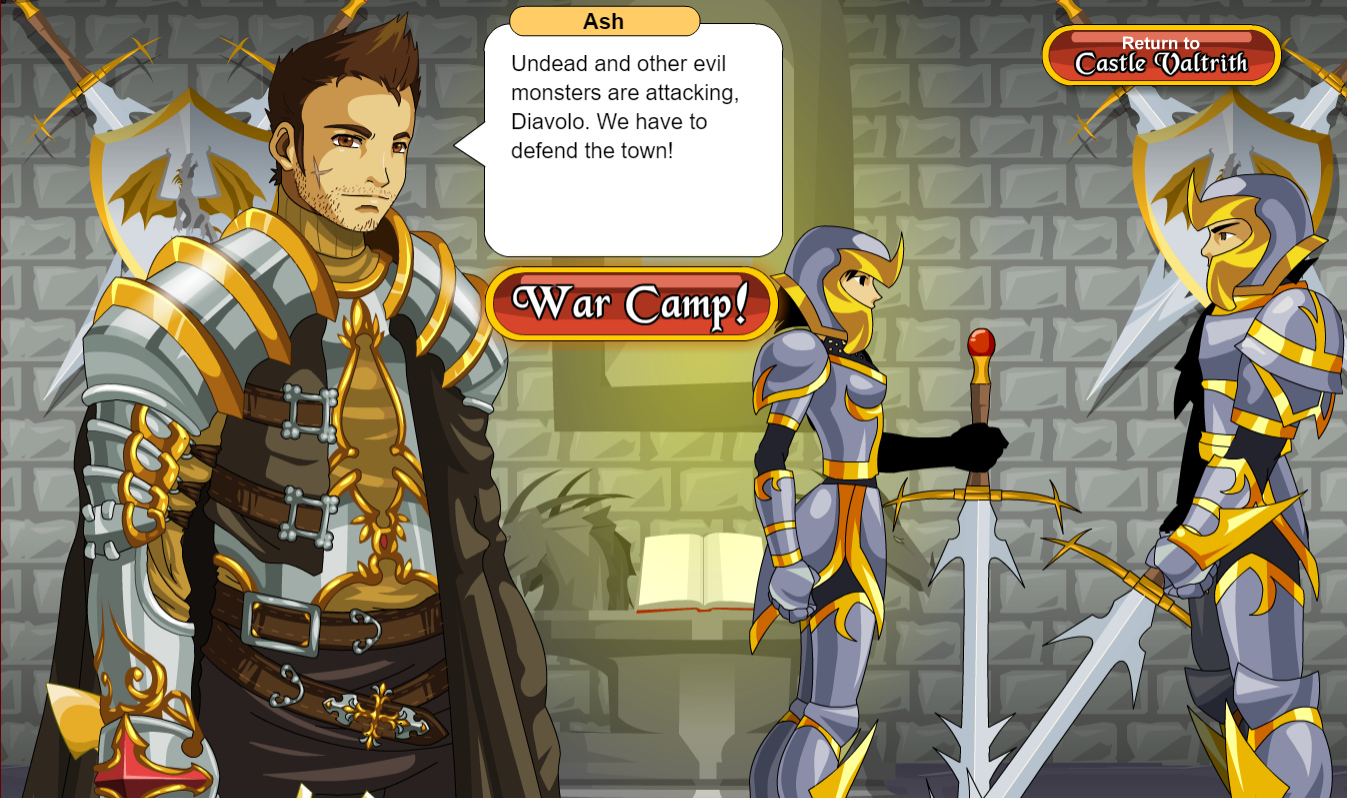 Ash
Undead and other evil
monsters are attacking,
Diavolo. We have to
defend the town!
War Camp!
Return to
Castle Valtrith